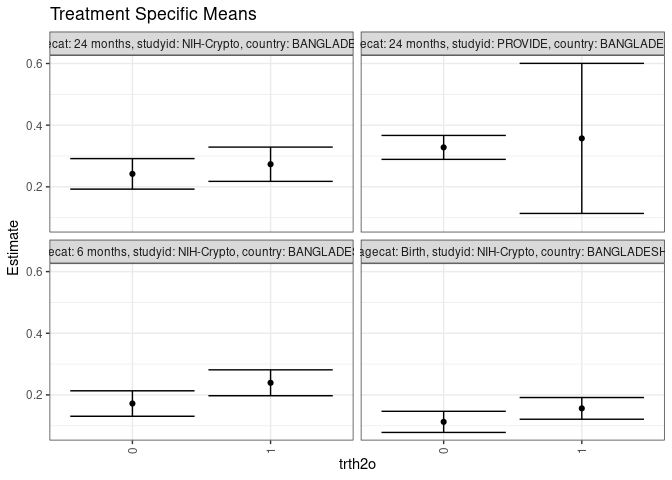 Treatment Specific Means
ecat: 24 months, studyid: NIH-Crypto, country: BANGLADE
ecat: 24 months, studyid: PROVIDE, country: BANGLADE
0.6
0.4
0.2
Estimate
ecat: 6 months, studyid: NIH-Crypto, country: BANGLADES
agecat: Birth, studyid: NIH-Crypto, country: BANGLADESH
0.6
0.4
0.2
0
1
0
1
trth2o